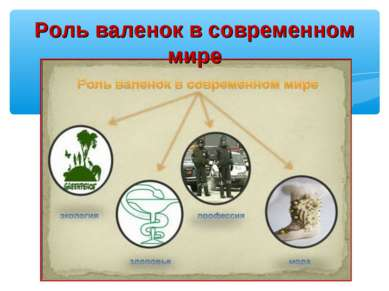 Роль валенок в современном
мире
Роль валенок в современном мире
экология
профессия
здоровье
мода